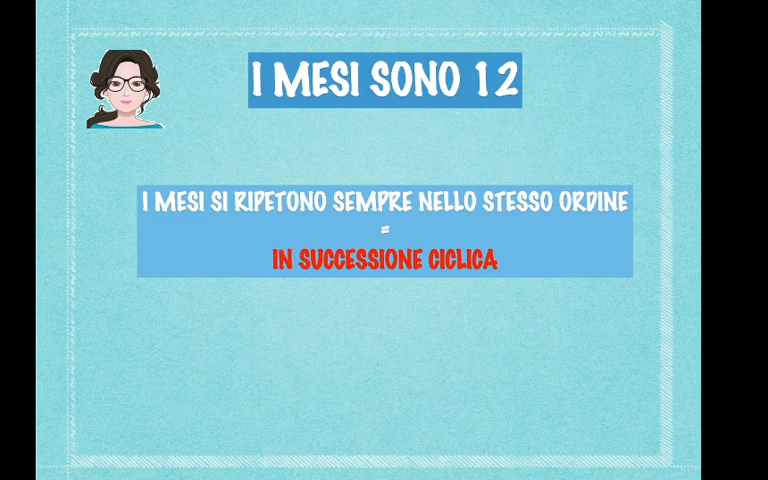 I MESI SONO 12
I MESI SI RIPETONO SEMPRE NELLO STESSO ORDINE
=
IN SUCCESSIONE CICLICA